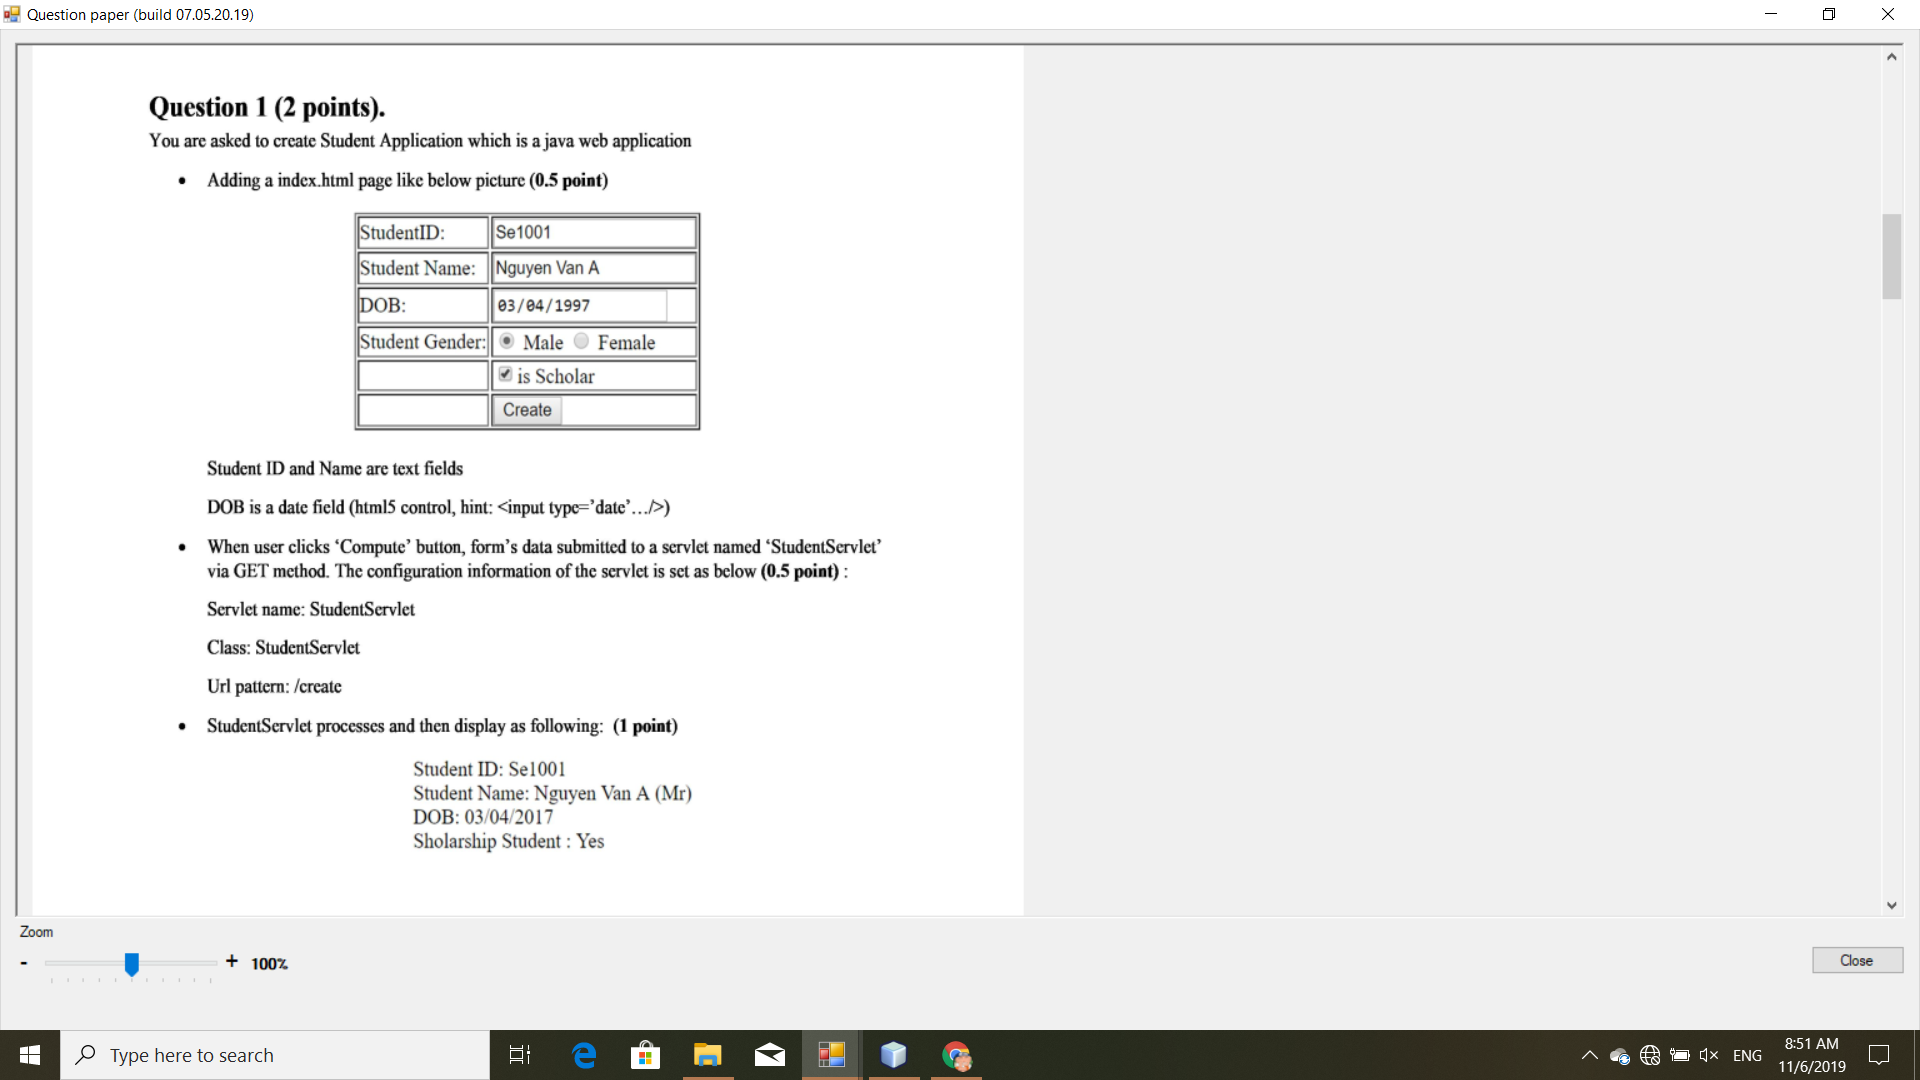 Question paper (build 07.05.20.19)
Question 1 (2 points).
You are asked to create Student Application which is a java web application
• Adding a index.html page like below picture (0.5 point)
StudentID: Se1001
Student Name: Nguyen Van A
DOB: 03/04/1997
Student Gender: Male Female
is Scholar
Create
Student ID and Name are text fields
DOB is a date field (html5 control, hint: <input type=’date’…/>)
• When user clicks ‘Compute’ button, form’s data submitted to a servlet named ‘StudentServlet’
via GET method. The configuration information of the servlet is set as below (0.5 point) :
Servlet name: StudentServlet
Class: StudentServlet
Url pattern: /create
• StudentServlet processes and then display as following: (1 point)
Student ID: Se1001
Student Name: Nguyen Van A (Mr)
DOB: 03/04/2017
Sholarship Student : Yes
Zoom
- + 100%
Close
Type here to search
ENG
8:51 AM
11/6/2019